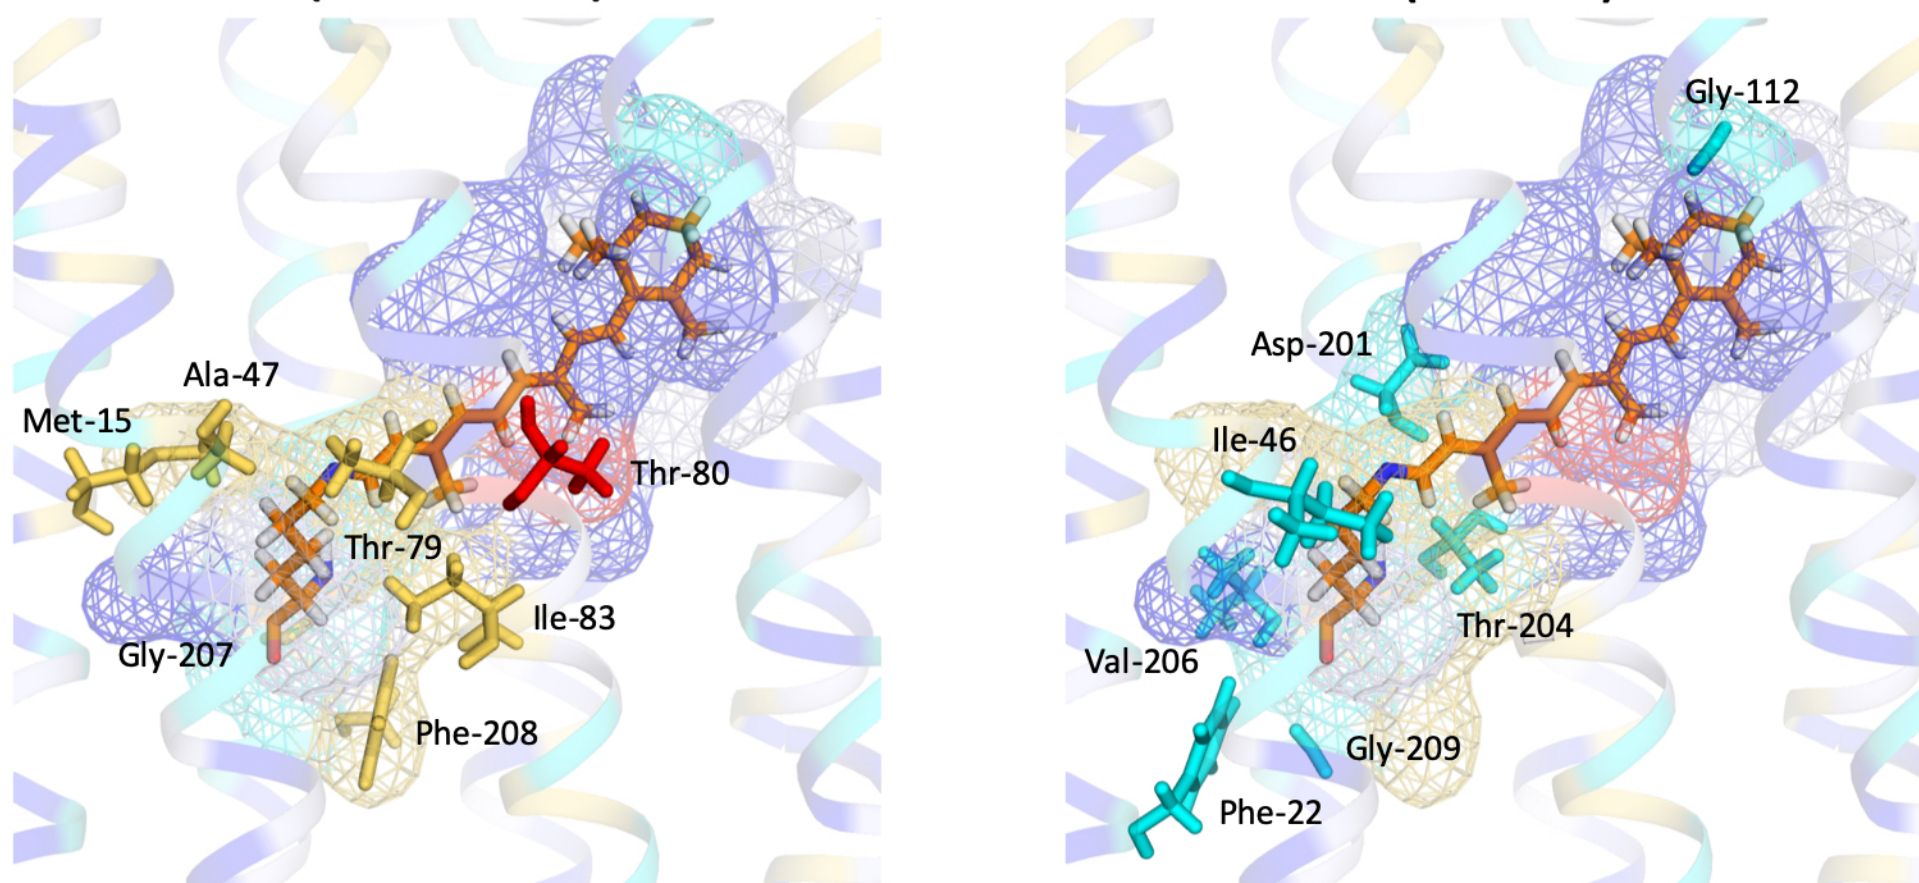 Ala-47
Met-15
Thr-80
Thr-79
Ile-83
Gly-207
Phe-208
Gly-112
Asp-201
Ile-46
Thr-204
Val-206
Gly-209
Phe-22